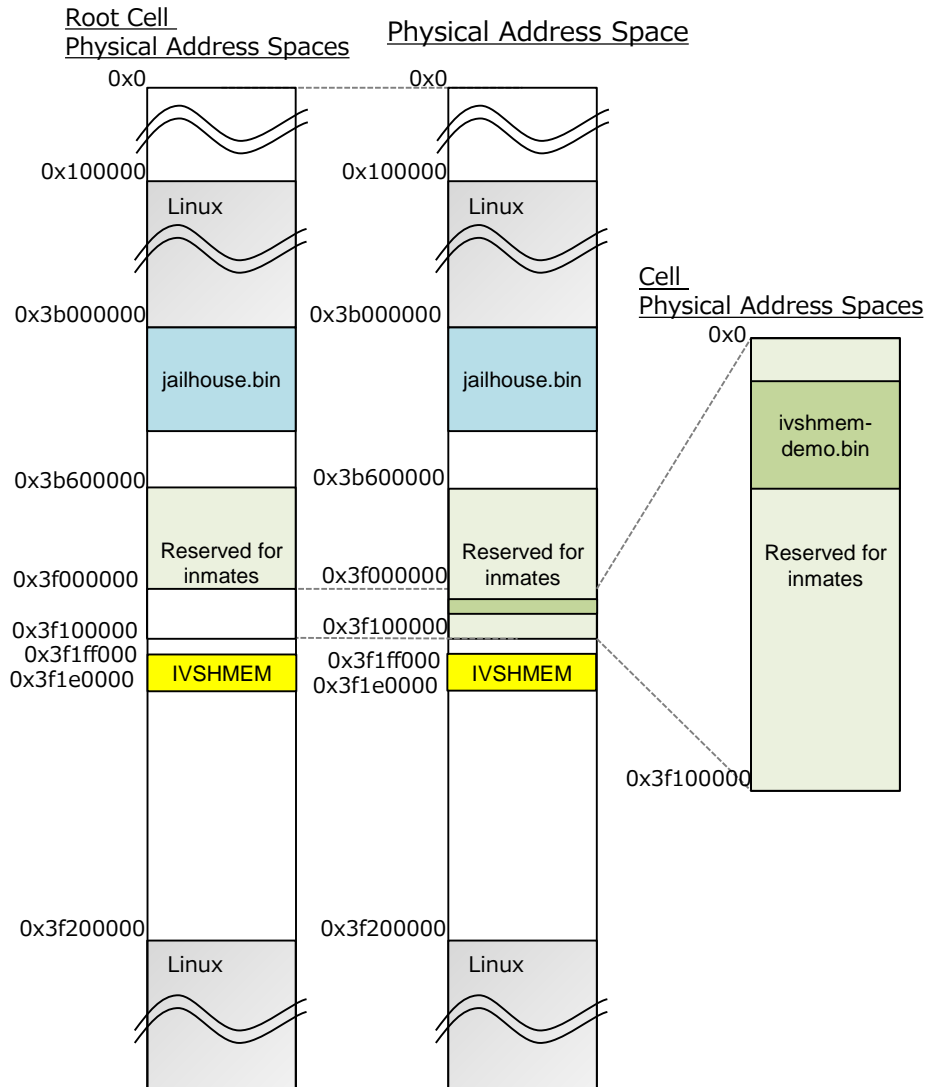 Root Cell
Physical Address Spaces
Physical Address Space
0x0
0x0
0x100000
0x100000
Linux
Linux
Cell
Physical Address Spaces
0x3b000000
0x3b000000
0x0
jailhouse.bin
jailhouse.bin
ivshmem-
demo.bin
0x3b600000
0x3b600000
Reserved for
inmates
Reserved for
inmates
Reserved for
inmates
0x3f000000
0x3f000000
0x3f100000
0x3f100000
0x3f1ff000
0x3f1ff000
IVSHMEM
IVSHMEM
0x3f1e0000
0x3f1e0000
0x3f100000
0x3f200000
0x3f200000
Linux
Linux